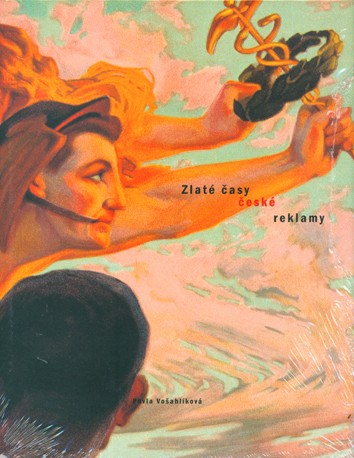 Zlaté časy
české
reklamy
Pavla Vošahlíková